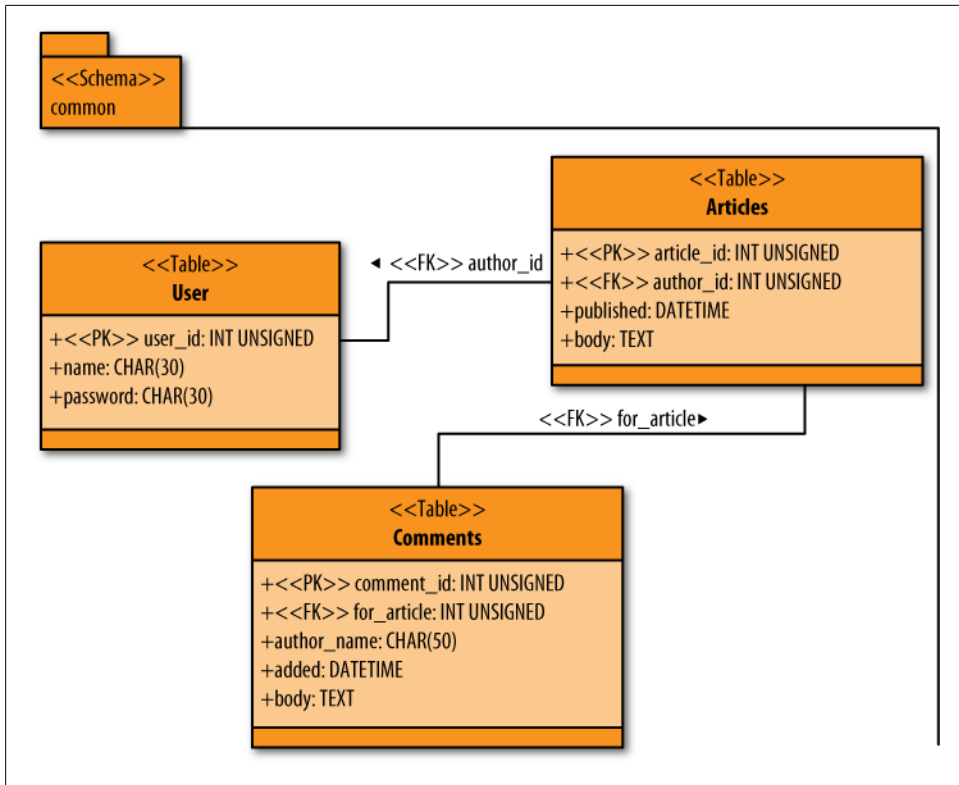 <<Schema>>
common
<<Table>>
Articles
+<<PK>> article_id: INT UNSIGNED
+<<FK>> author_id: INT UNSIGNED
+published: DATETIME
+body: TEXT
◄ <<FK>> author_id
<<Table>>
User
+<<PK>> user_id: INT UNSIGNED
+name: CHAR(30)
+password: CHAR(30)
<<FK>> for_article►
<<Table>>
Comments
+<<PK>> comment_id: INT UNSIGNED
+<<FK>> for_article: INT UNSIGNED
+author_name: CHAR(50)
+added: DATETIME
+body: TEXT